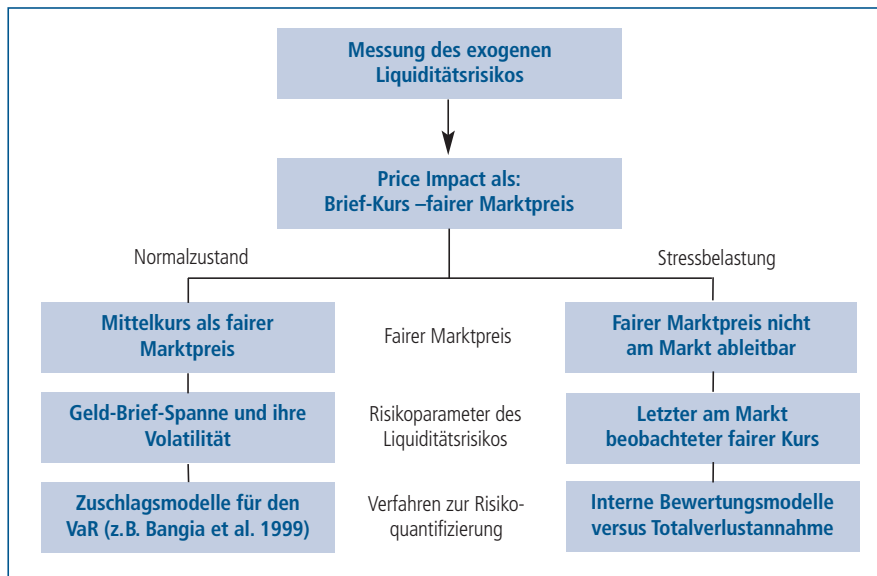 Messung des exogenen
Liquiditätsrisikos
Price Impact als:
Brief-Kurs –fairer Marktpreis
Normalzustand
Stressbelastung
Mittelkurs als fairer
Marktpreis
Fairer Marktpreis
Fairer Marktpreis nicht
am Markt ableitbar
Geld-Brief-Spanne und ihre
Volatilität
Risikoparameter des
Liquiditätsrisikos
Letzter am Markt
beobachteter fairer Kurs
Zuschlagsmodelle für den
VaR (z.B. Bangia et al. 1999)
Verfahren zur Risiko-
quantifizierung
Interne Bewertungsmodelle
versus Totalverlustannahme